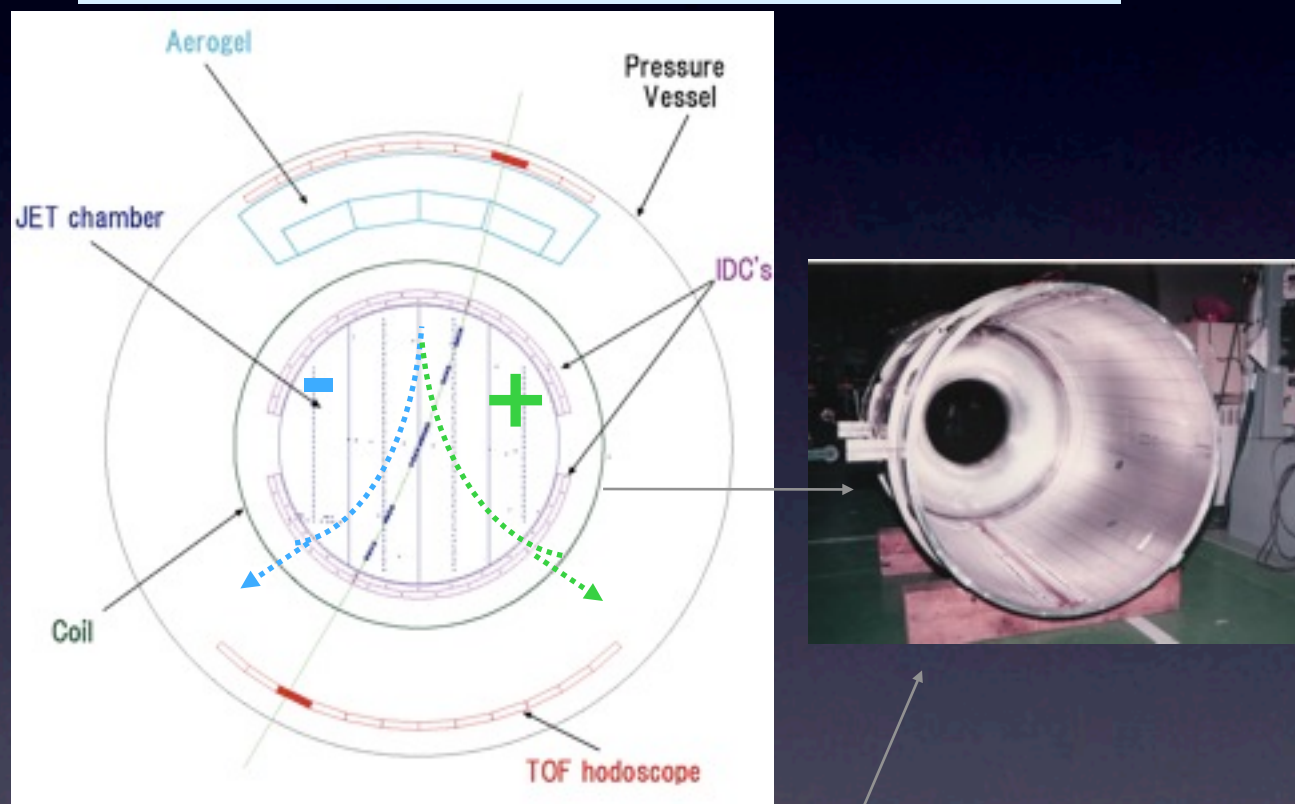 Aerogel
Pressure
Vessel
JET chamber
IDC's
-
+
Coil
TOF hodoscope